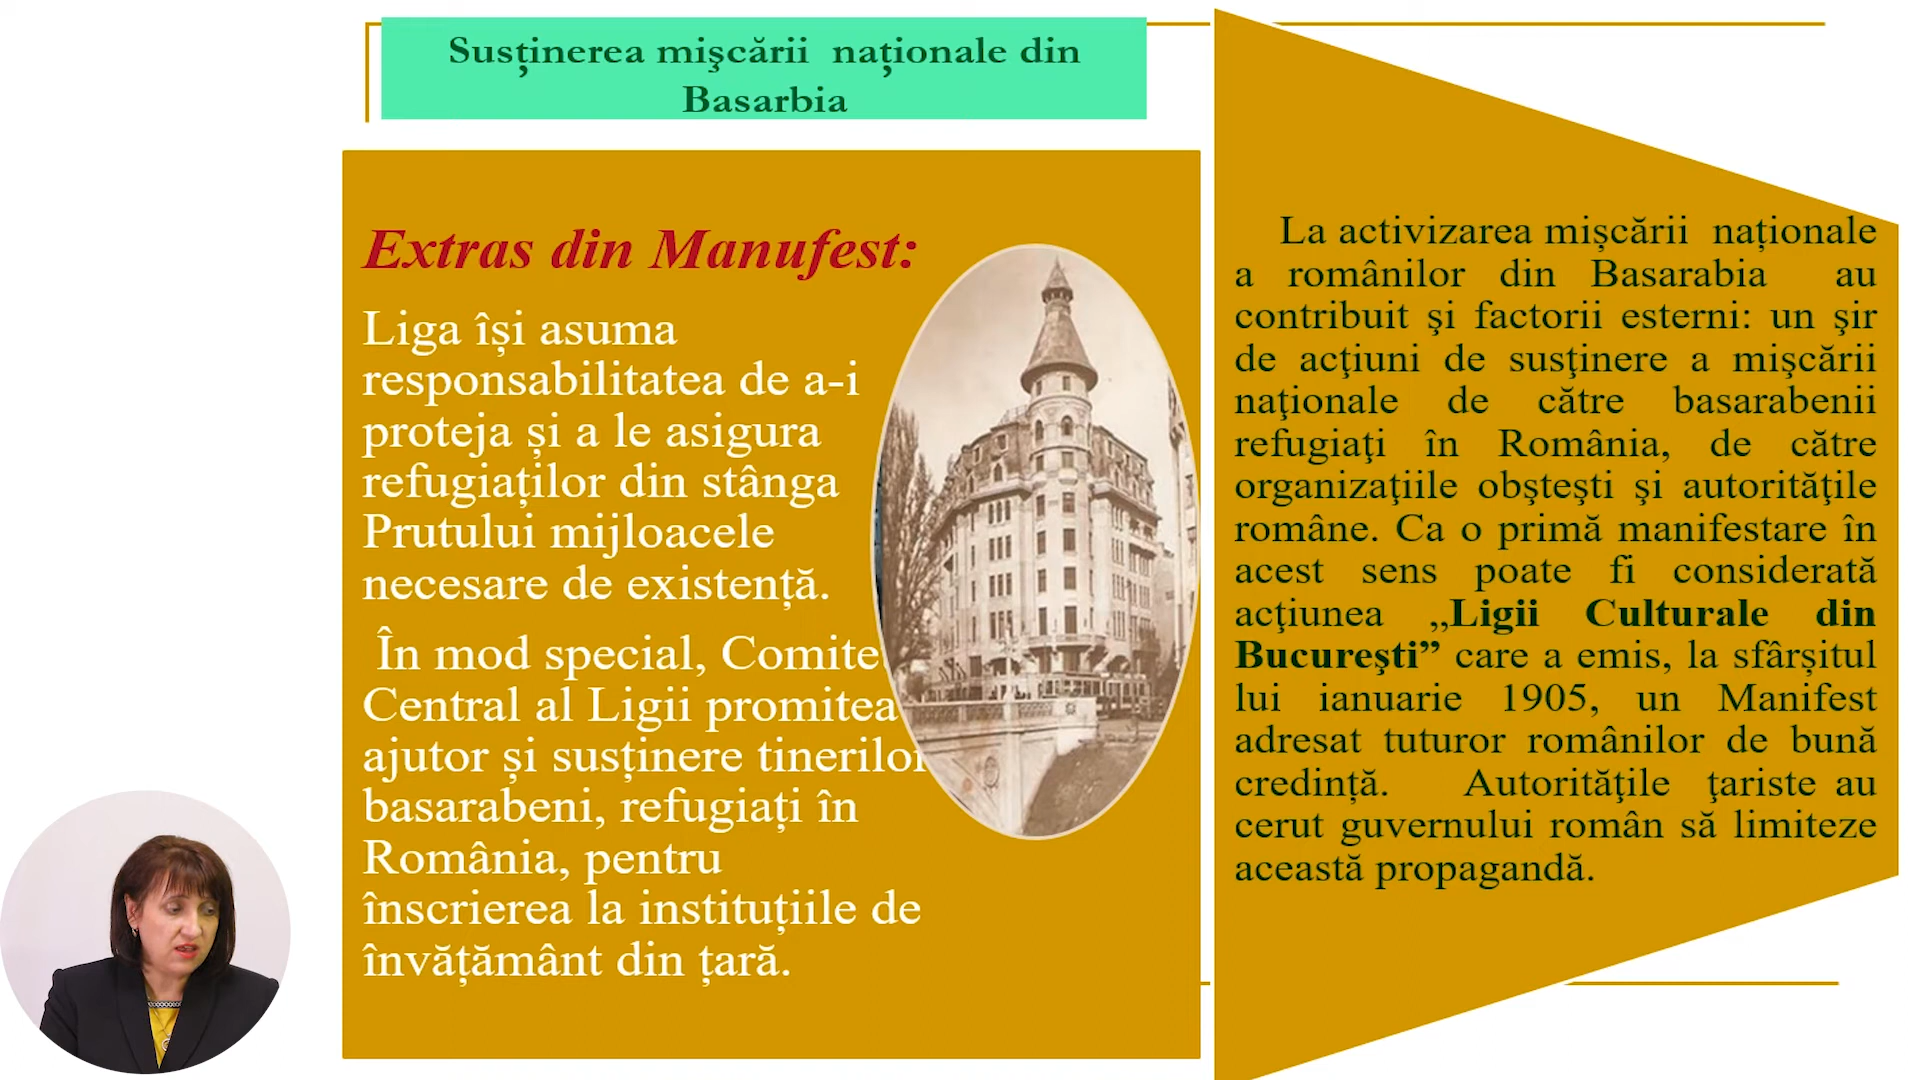 Susținerea mişcării naționale din
Basarbia
Extras din Manufest:
Liga își asuma
responsabilitatea de a-i
proteja și a le asigura
refugiaților din stânga
Prutului mijloacele
necesare de existență.
În mod special, Comite
Central al Ligii promitea
ajutor și susținere tinerilor
basarabeni, refugiați în
România, pentru
înscrierea la instituțiile de
învățământ din țară.
La activizarea mișcării naționale
a românilor din Basarabia au
contribuit şi factorii esterni: un şir
de acţiuni de susţinere a mişcării
naţionale de către basarabenii
refugiaţi în România, de către
organizaţiile obşteşti şi autorităţile
române. Ca o primă manifestare în
acest sens poate fi considerată
acţiunea „Ligii Culturale din
Bucureşti” care a emis, la sfârșitul
lui ianuarie 1905, un Manifest
adresat tuturor românilor de bună
credință. Autorităţile ţariste au
cerut guvernului român să limiteze
această propagandă.